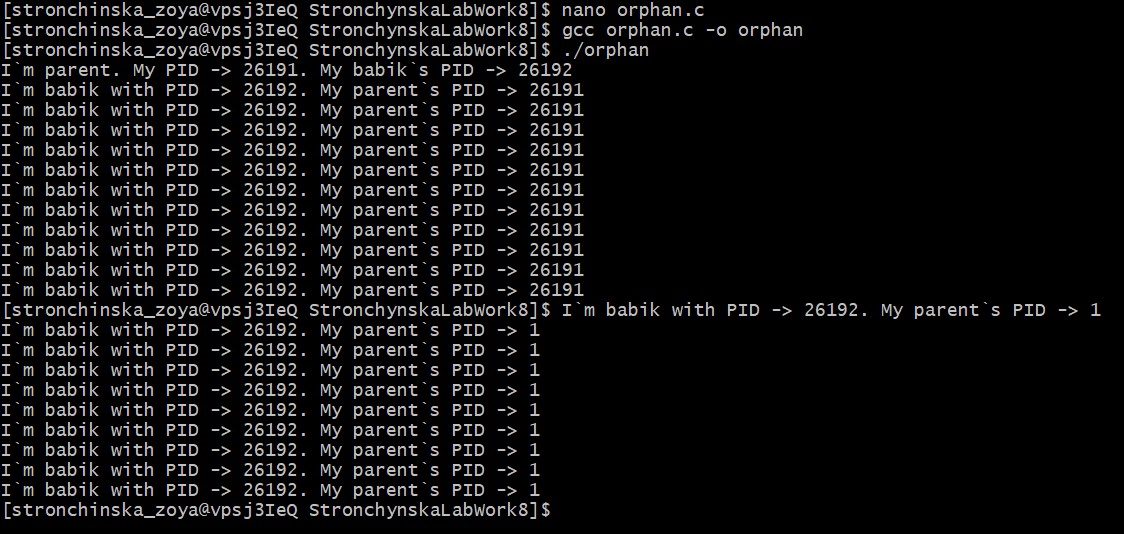 [stronchinska_zoya@vpsj3IeQ StronchynskaLabWork8]$ nano orphan.c
[stronchinska_zoya@vpsj3IeQ StronchynskaLabWork8]$ gcc orphan.c -o orphan
[stronchinska_zoya@vpsj3IeQ StronchynskaLabWork8]$ ./orphan
I`m parent. My PID -> 26191. My babik`s PID -> 26192
I`m babik with PID -> 26192. My parent`s PID -> 26191
I`m babik with PID -> 26192. My parent`s PID -> 26191
I`m babik with PID -> 26192. My parent`s PID -> 26191
I`m babik with PID -> 26192. My parent`s PID -> 26191
I`m babik with PID -> 26192. My parent`s PID -> 26191
I`m babik with PID -> 26192. My parent`s PID -> 26191
I`m babik with PID -> 26192. My parent`s PID -> 26191
I`m babik with PID -> 26192. My parent`s PID -> 26191
I`m babik with PID -> 26192. My parent`s PID -> 26191
I`m babik with PID -> 26192. My parent`s PID -> 26191
I`m babik with PID -> 26192. My parent`s PID -> 26191
[stronchinska_zoya@vpsj3IeQ StronchynskaLabWork8]$ I`m babik with PID -> 26192. My parent`s PID -> 1
I`m babik with PID -> 26192. My parent`s PID -> 1
I`m babik with PID -> 26192. My parent`s PID -> 1
I`m babik with PID -> 26192. My parent`s PID -> 1
I`m babik with PID -> 26192. My parent`s PID -> 1
I`m babik with PID -> 26192. My parent`s PID -> 1
I`m babik with PID -> 26192. My parent`s PID -> 1
I`m babik with PID -> 26192. My parent`s PID -> 1
I`m babik with PID -> 26192. My parent`s PID -> 1
I`m babik with PID -> 26192. My parent`s PID -> 1
[stronchinska_zoya@vpsj3IeQ StronchynskaLabWork8]$